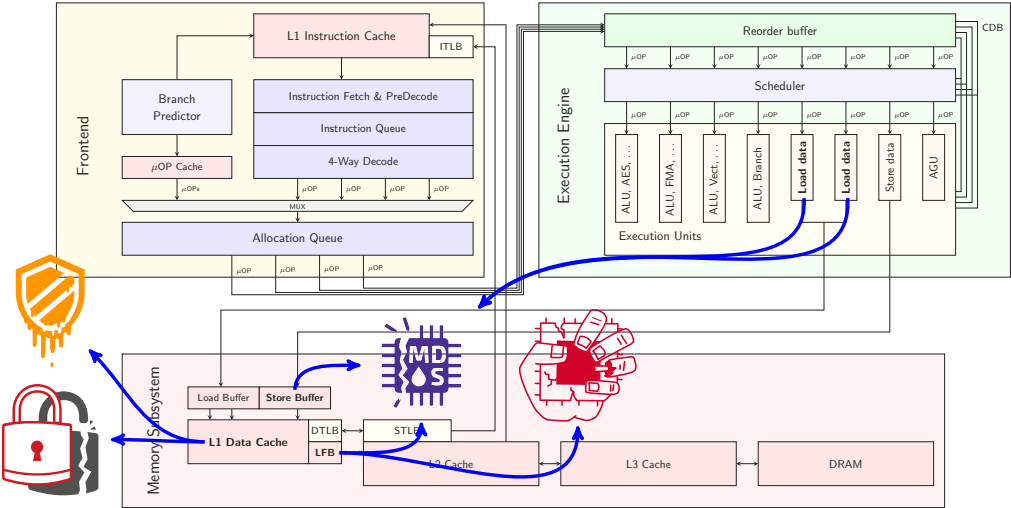 Frontend
L1 Instruction Cache
ITLB
Branch
Predictor
Instruction Fetch & PreDecode
Instruction Queue
4-Way Decode
μOP Cache
μOPs
μOP
μOP
μOP
μOP
MUX
Allocation Queue
μOP
μOP
μOP
μOP
Execution Engine
Reorder buffer
CDB
μOP
μOP
μOP
μOP
μOP
μOP
μOP
μOP
Scheduler
μOP
μOP
μOP
μOP
μOP
μOP
μOP
μOP
ALU, AES, . . .
ALU, FMA, . . .
ALU, Vect, . . .
ALU, Branch
Load data
Load data
Store data
AGU
Execution Units
MD
S
Memory Subsystem
Load Buffer
Store Buffer
L1 Data Cache
DTLB
LFB
STLB
L2 Cache
L3 Cache
DRAM